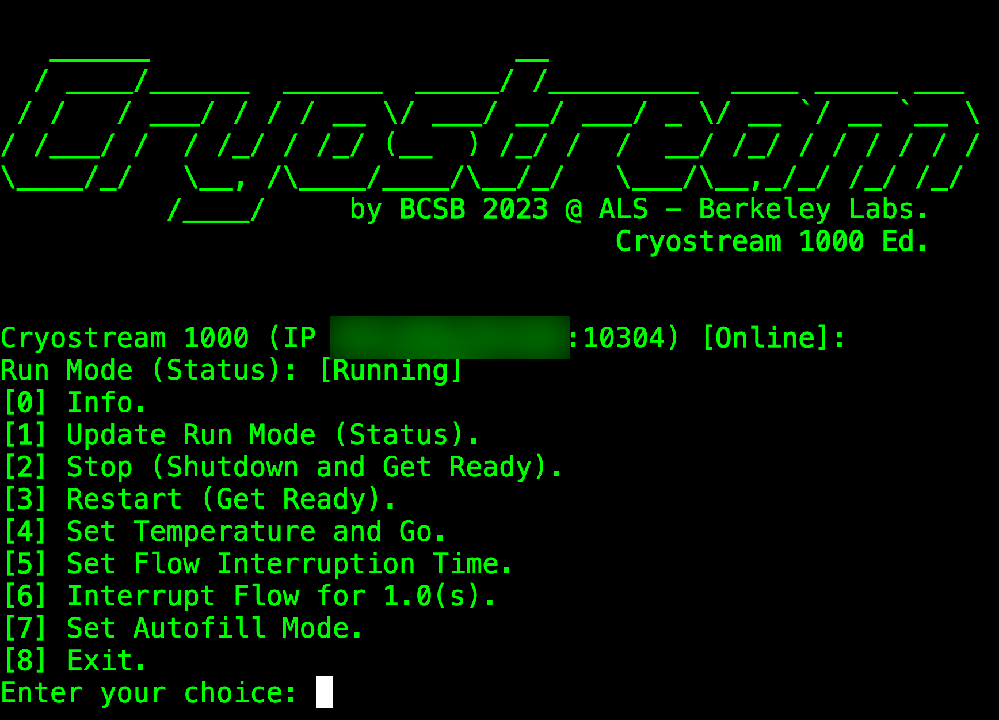 Cryostream
by BCSB 2023 @ ALS – Berkeley Labs.
Cryostream 1000 Ed.
Cryostream 1000 (IP :10304) [Online]:
Run Mode (Status): [Running]
[0] Info.
[1] Update Run Mode (Status).
[2] Stop (Shutdown and Get Ready).
[3] Restart (Get Ready).
[4] Set Temperature and Go.
[5] Set Flow Interruption Time.
[6] Interrupt Flow for 1.0(s).
[7] Set Autofill Mode.
[8] Exit.
Enter your choice: